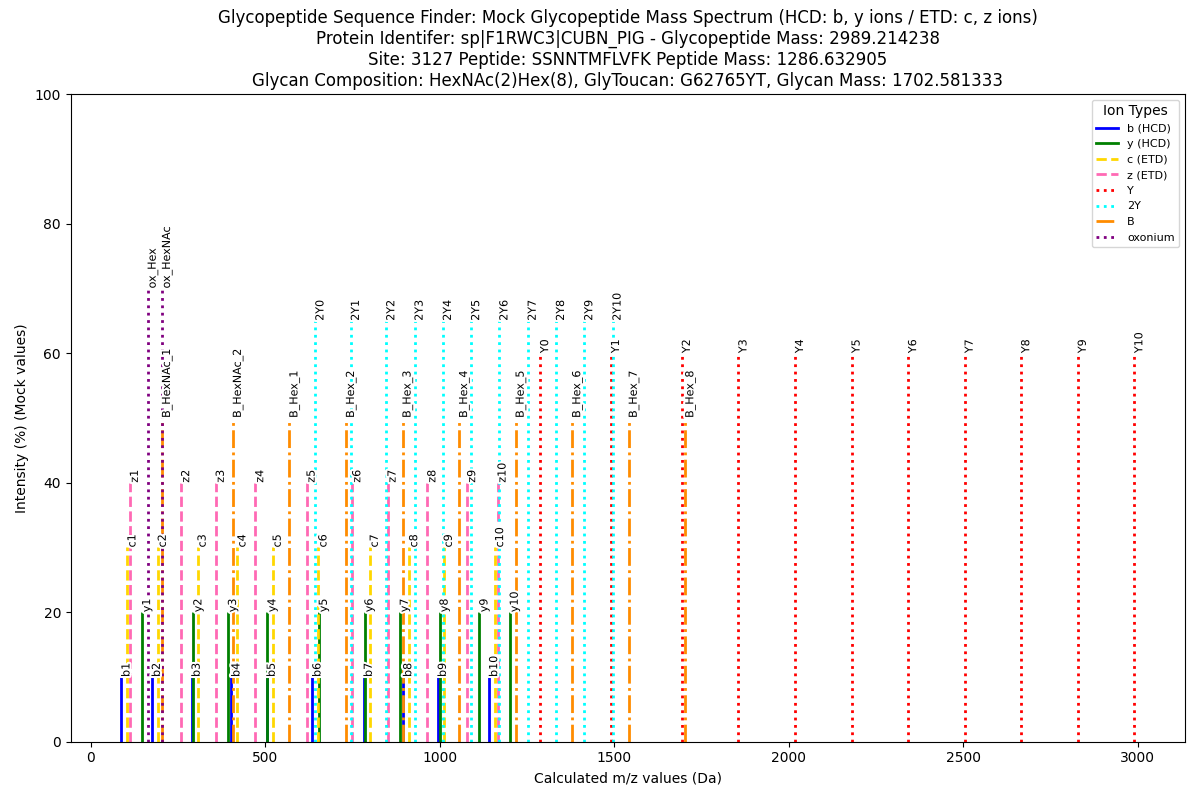 Glycopeptide Sequence Finder: Mock Glycopeptide Mass Spectrum (HCD: b, y ions / ETD: c, z ions)
Protein Identifer: sp|F1RWC3|CUBN_PIG - Glycopeptide Mass: 2989.214238
Site: 3127 Peptide: SSNNTMFLVFK Peptide Mass: 1286.632905
Glycan Composition: HexNAc(2)Hex(8), GlyToucan: G62765YT, Glycan Mass: 1702.581333
Intensity (%) (Mock values)
100
80
60
40
20
0
Ion Types
b (HCD)
y (HCD)
c (ETD)
z (ETD)
Y
2Y
B
oxonium
ox_Hex
ox_HexNAc
2Y0
2Y1
2Y2
2Y3
2Y4
2Y5
2Y6
2Y7
2Y8
2Y9
2Y10
Y0
Y1
Y2
Y3
Y4
Y5
Y6
Y7
Y8
Y9
Y10
B_HexNAc_1
B_HexNAc_2
B_Hex_1
B_Hex_2
B_Hex_3
B_Hex_4
B_Hex_5
B_Hex_6
B_Hex_7
B_Hex_8
z1
z2
z3
z4
z5
z6
z7
z8
z9
z10
c1
c2
c3
c4
c5
c6
c7
c8
c9
c10
y1
y2
y3
y4
y5
y6
y7
y8
y9
y10
b1
b2
b3
b4
b5
b6
b7
b8
b9
b10
0
500
1000
1500
2000
2500
3000
Calculated m/z values (Da)